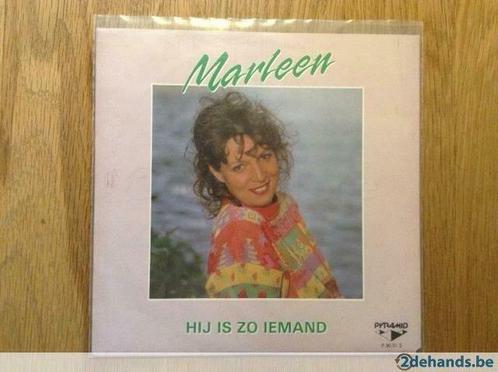 Marleen
HIJ IS ZO IEMAND
PYRAMID
2dehands.be